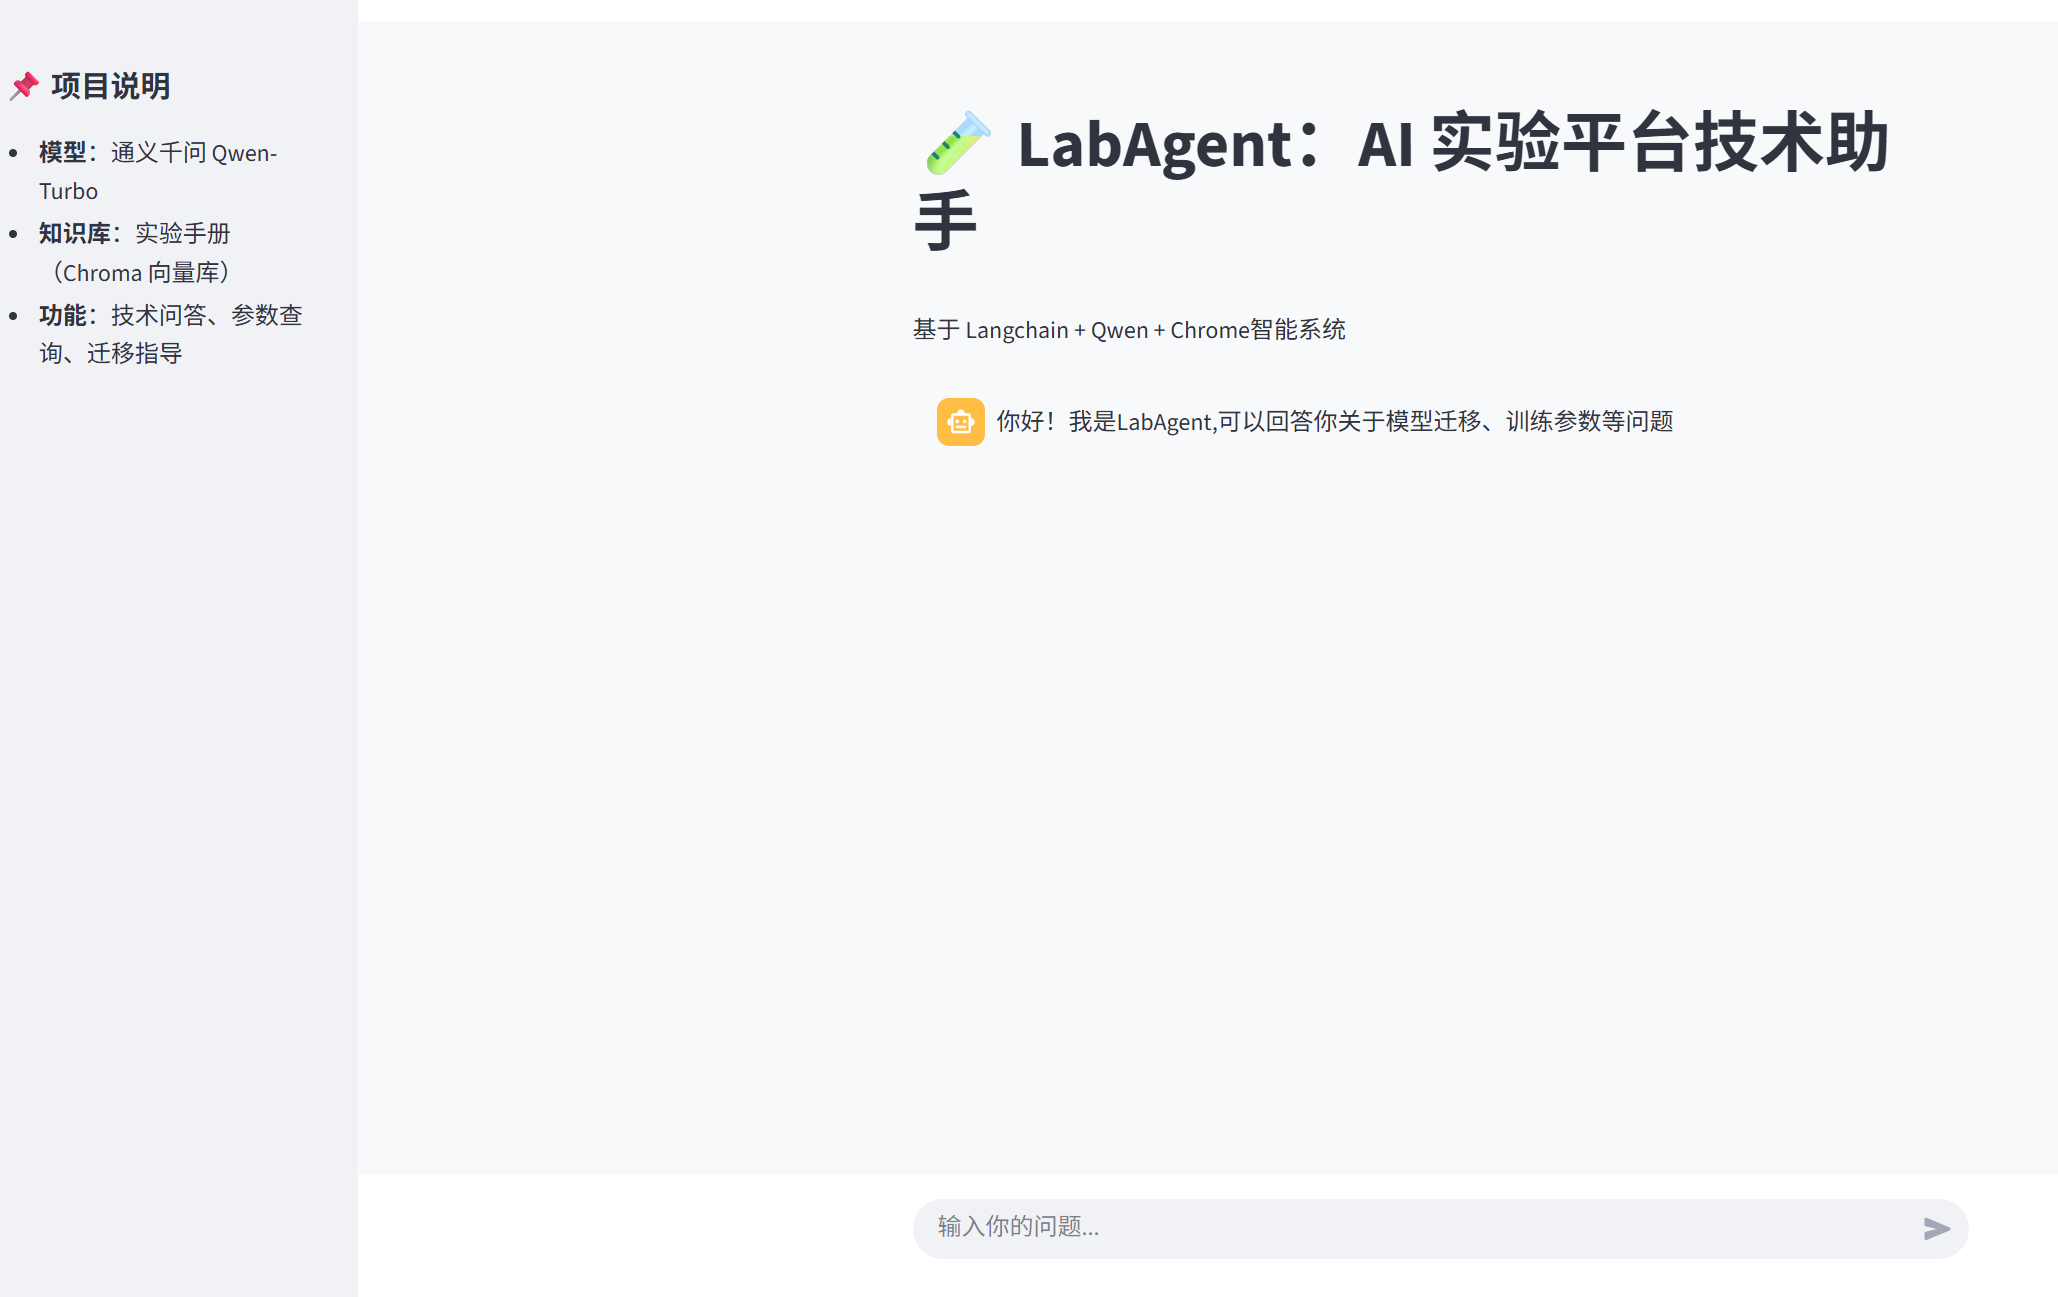 项目说明
模型：通义千问 Qwen-
Turbo
知识库：实验手册
（Chroma 向量库）
功能：技术问答、参数查
询、迁移指导
LabAgent：AI 实验平台技术助
手
基于 Langchain + Qwen + Chrome智能系统
你好！我是LabAgent,可以回答你关于模型迁移、训练参数等问题
输入你的问题...